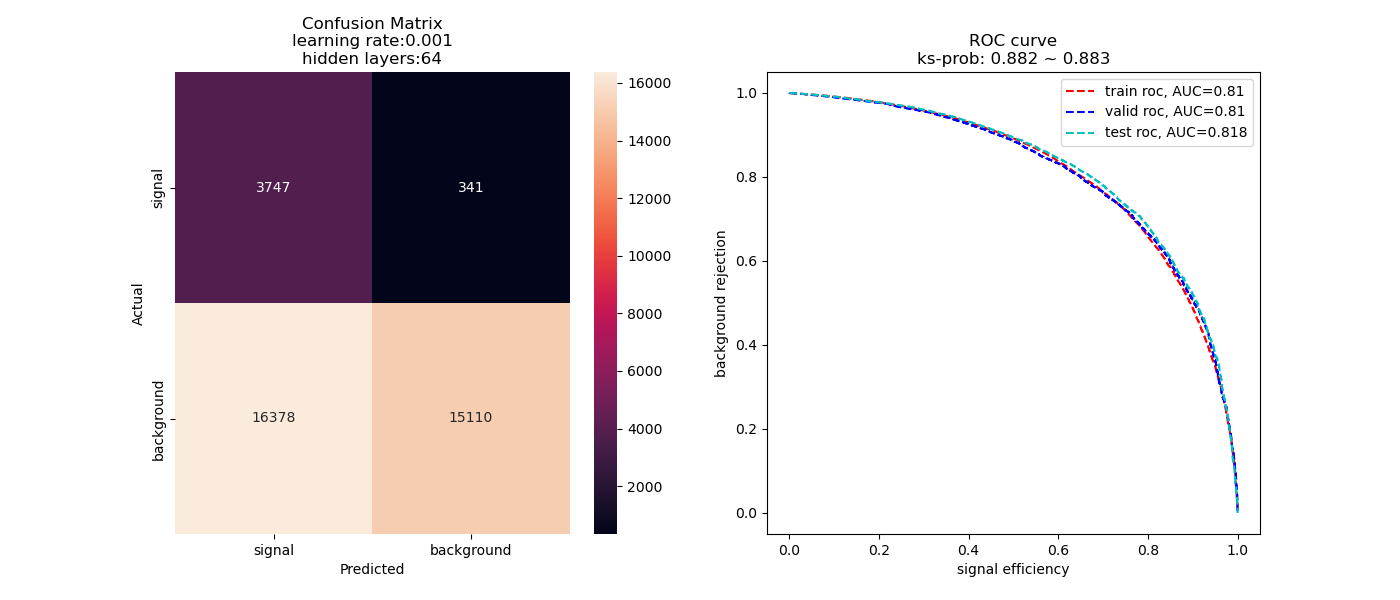 Confusion Matrix
learning rate:0.001
hidden layers:64
signal
background
Actual
3747
341
16378
15110
signal
background
Predicted
16000
14000
12000
10000
8000
6000
4000
2000
ROC curve
ks-prob: 0.882 ~ 0.883
train roc, AUC=0.81
valid roc, AUC=0.81
test roc, AUC=0.818
background rejection
1.0
0.8
0.6
0.4
0.2
0.0
0.0
0.2
0.4
0.6
0.8
1.0
signal efficiency